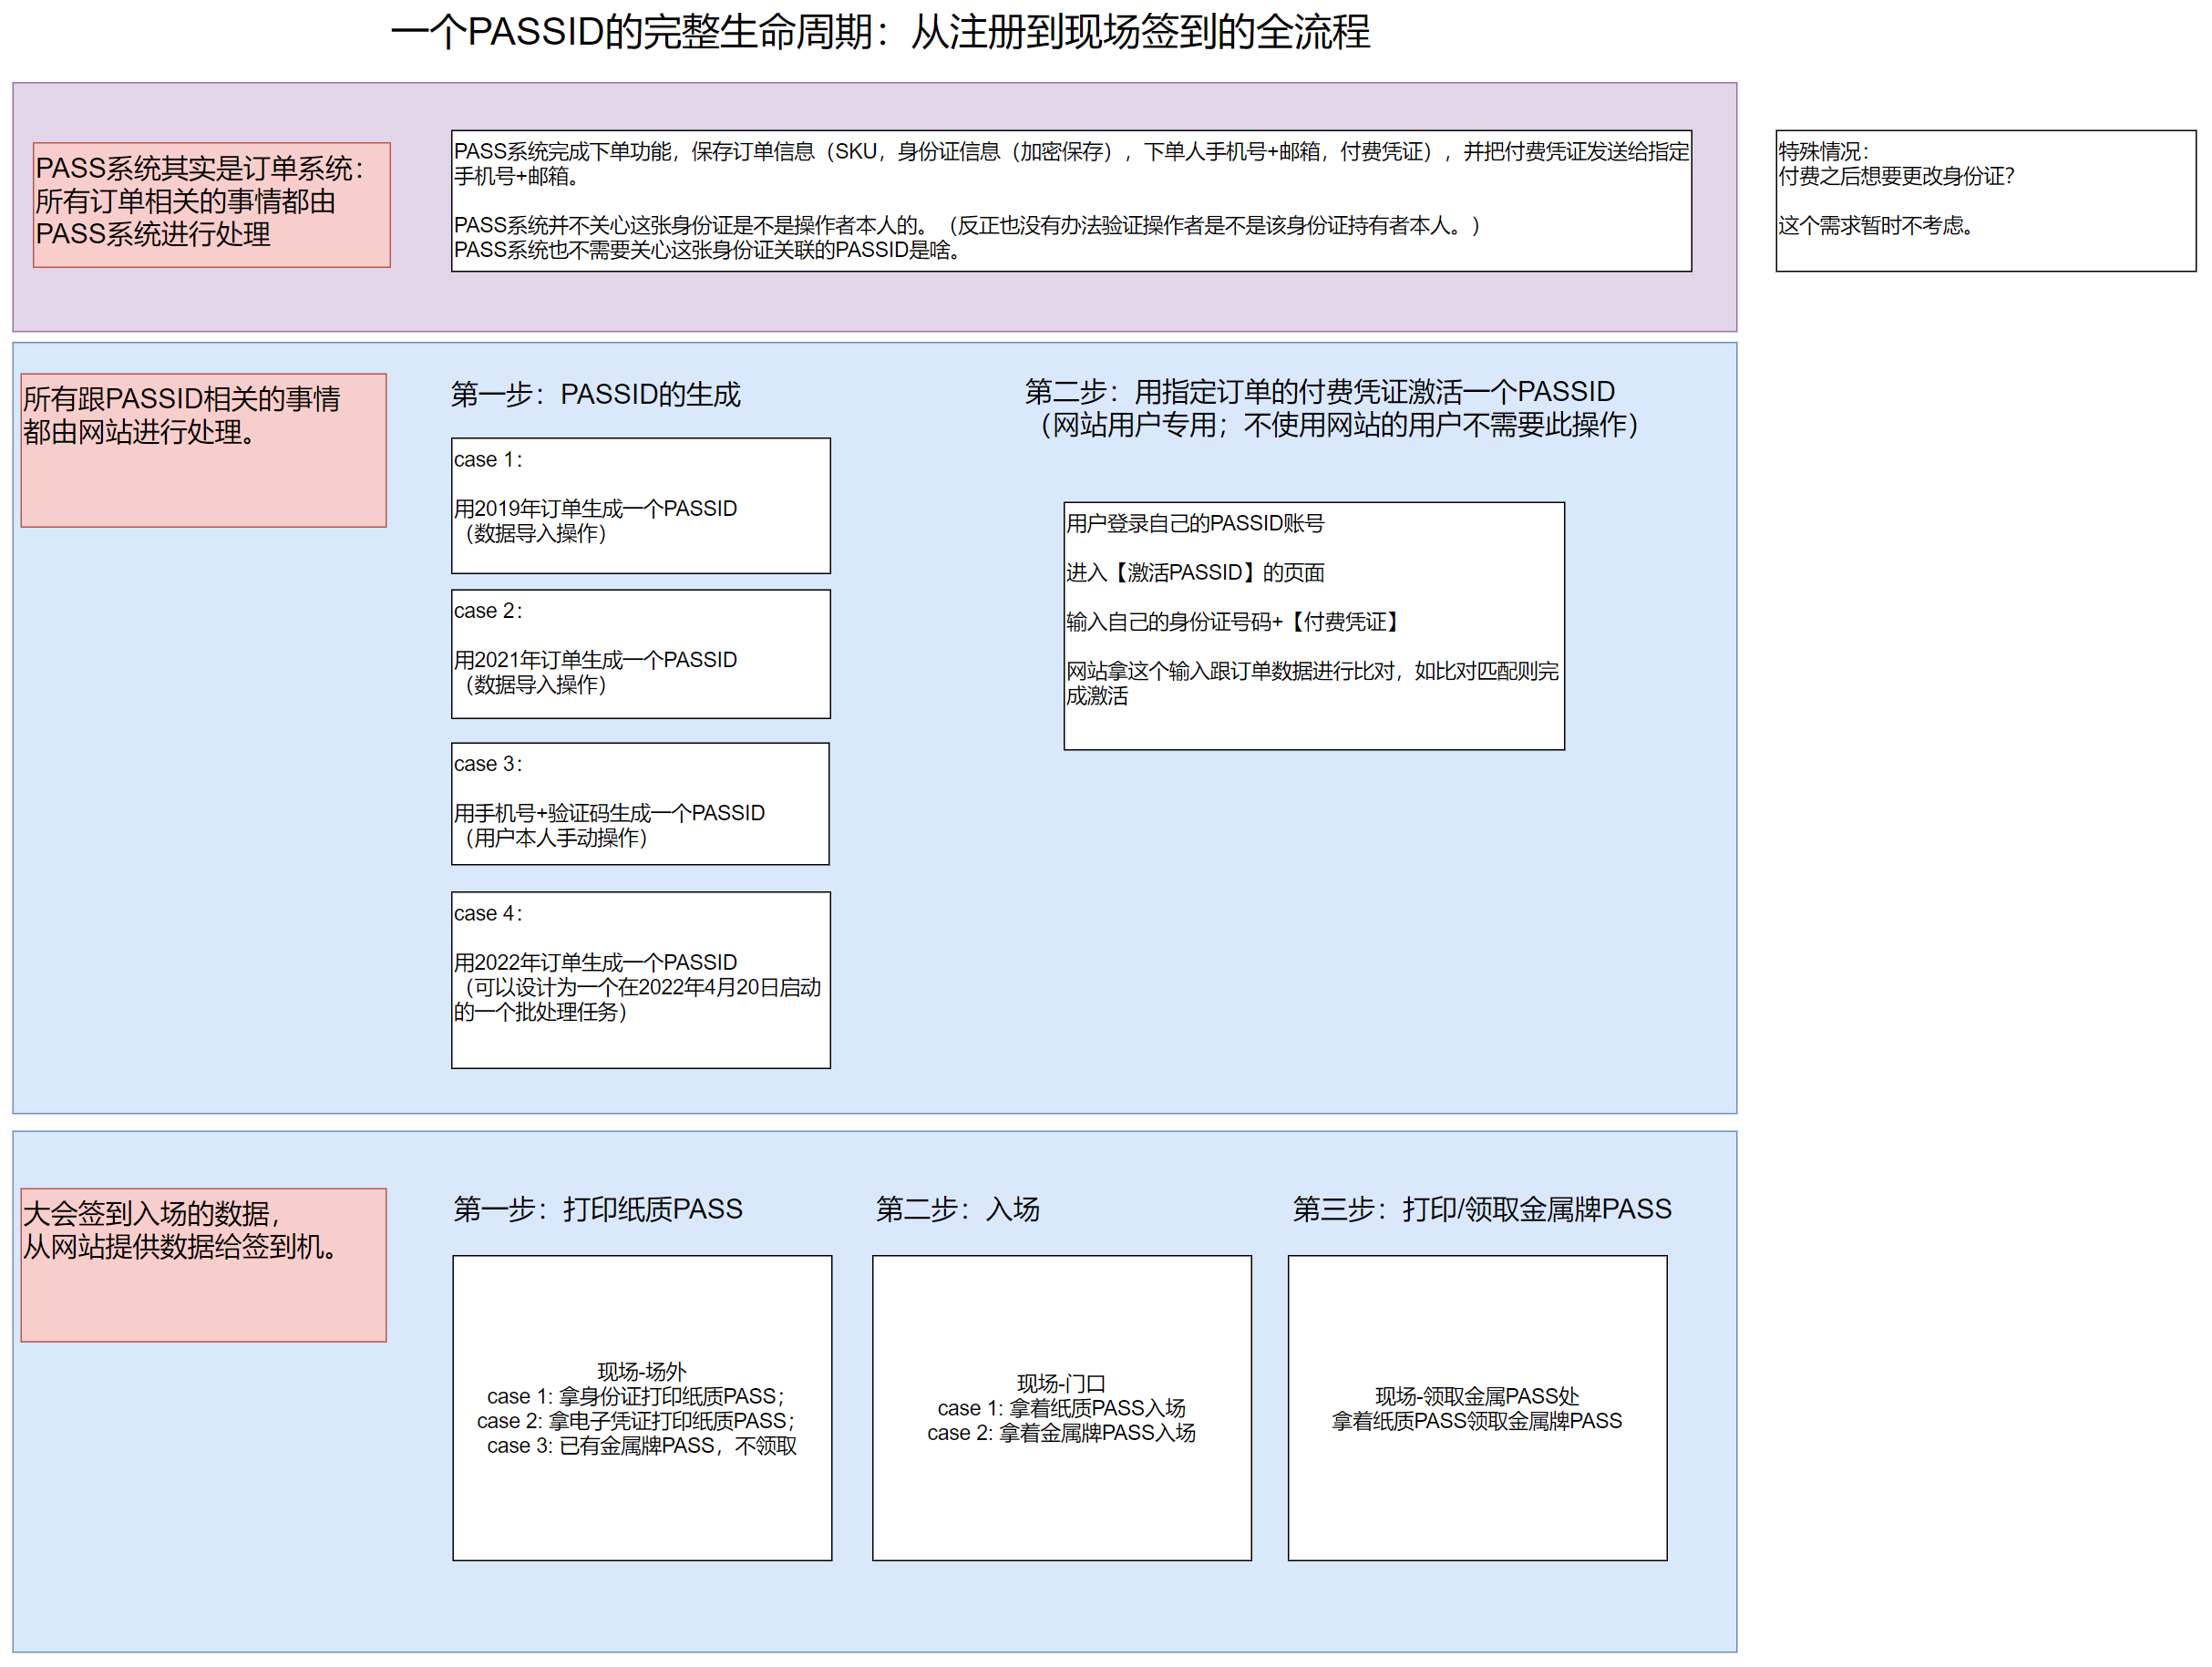 一个PASSID的完整生命周期：从注册到现场签到的全流程
PASS系统其实是订单系统：
所有订单相关的事情都由
PASS系统进行处理
PASS系统完成下单功能，保存订单信息（SKU，身份证信息（加密保存），下单人手机号+邮箱，付费凭证），并把付费凭证发送给指定
手机号+邮箱。
PASS系统并不关心这张身份证是不是操作者本人的。（反正也没有办法验证操作者是不是该身份证持有者本人。）
PASS系统也不需要关心这张身份证关联的PASSID是啥。
特殊情况：
付费之后想要更改身份证？
这个需求暂时不考虑。
所有跟PASSID相关的事情
都由网站进行处理。
第一步：PASSID的生成
case 1：
用2019年订单生成一个PASSID
（数据导入操作）
case 2：
用2021年订单生成一个PASSID
（数据导入操作）
case 3：
用手机号+验证码生成一个PASSID
（用户本人手动操作）
case 4：
用2022年订单生成一个PASSID
（可以设计为一个在2022年4月20日启动
的一个批处理任务）
第二步：用指定订单的付费凭证激活一个PASSID
（网站用户专用；不使用网站的用户不需要此操作）
用户登录自己的PASSID账号
进入【激活PASSID】的页面
输入自己的身份证号码+【付费凭证】
网站拿这个输入跟订单数据进行比对，如比对匹配则完
成激活
大会签到入场的数据，
从网站提供数据给签到机。
第一步：打印纸质PASS
现场-场外
case 1: 拿身份证打印纸质PASS；
case 2: 拿电子凭证打印纸质PASS；
case 3: 已有金属牌PASS，不领取
第二步：入场
现场-门口
case 1: 拿着纸质PASS入场
case 2: 拿着金属牌PASS入场
第三步：打印/领取金属牌PASS
现场-领取金属PASS处
拿着纸质PASS领取金属牌PASS